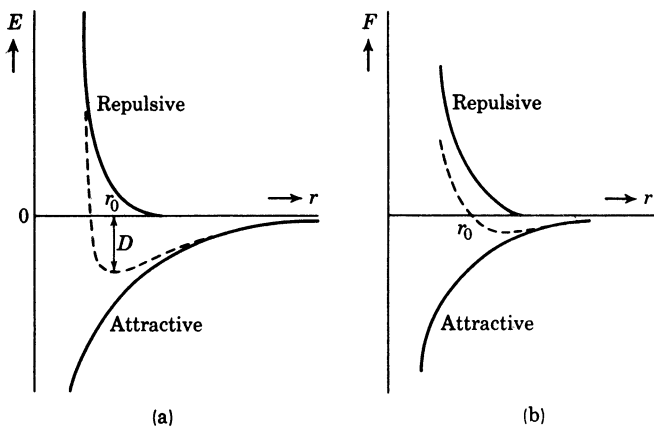 E
Repulsive
r₀
r
0
D
Attractive
(a)
F
Repulsive
r
r₀
Attractive
(b)